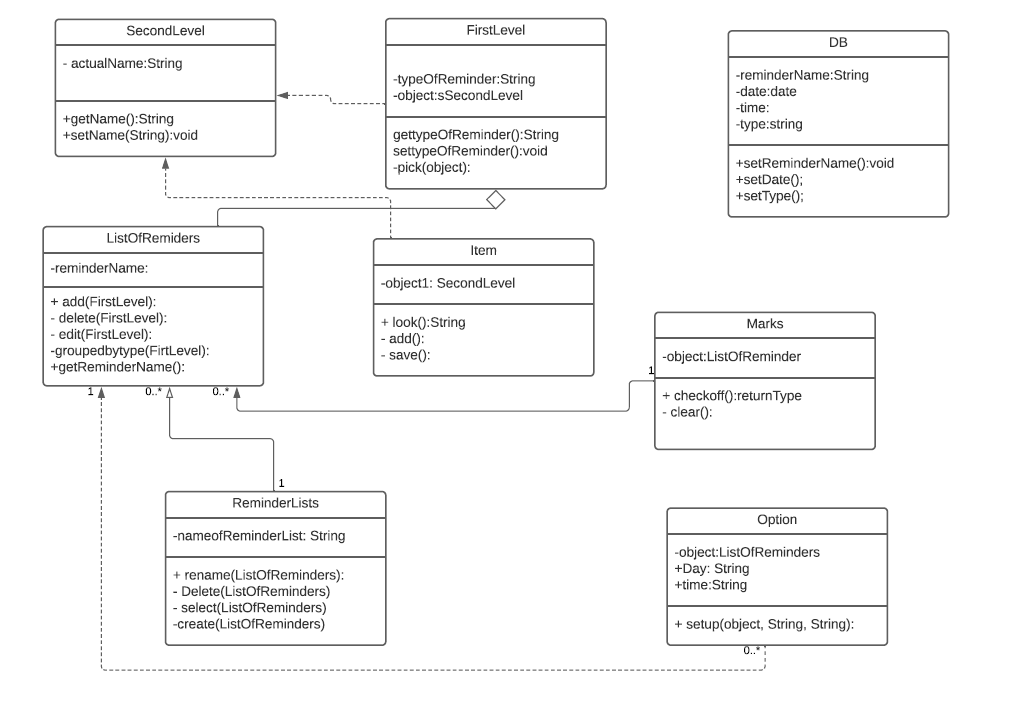 SecondLevel
- actualName:String
+getName():String
+setName(String):void
FirstLevel
-typeOfReminder:String
-object:sSecondLevel
gettypeOfReminder():String
settypeOfReminder():void
-pick(object):
DB
-reminderName:String
-date:date
-time:
-type:string
+setReminderName():void
+setDate();
+setType();
ListOfRemiders
-reminderName:
+ add(FirstLevel):
- delete(FirstLevel):
- edit(FirstLevel):
-groupedbytype(FirtLevel):
+getReminderName():
1
0..*
0..*
Item
-object1: SecondLevel
+ look():String
- add():
- save():
Marks
-object:ListOfReminder
+ checkoff():returnType
- clear():
1
1
ReminderLists
-nameofReminderList: String
+ rename(ListOfReminders):
- Delete(ListOfReminders)
- select(ListOfReminders)
-create(ListOfReminders)
Option
-object:ListOfReminders
+Day: String
+time:String
+ setup(object, String, String):
0..*